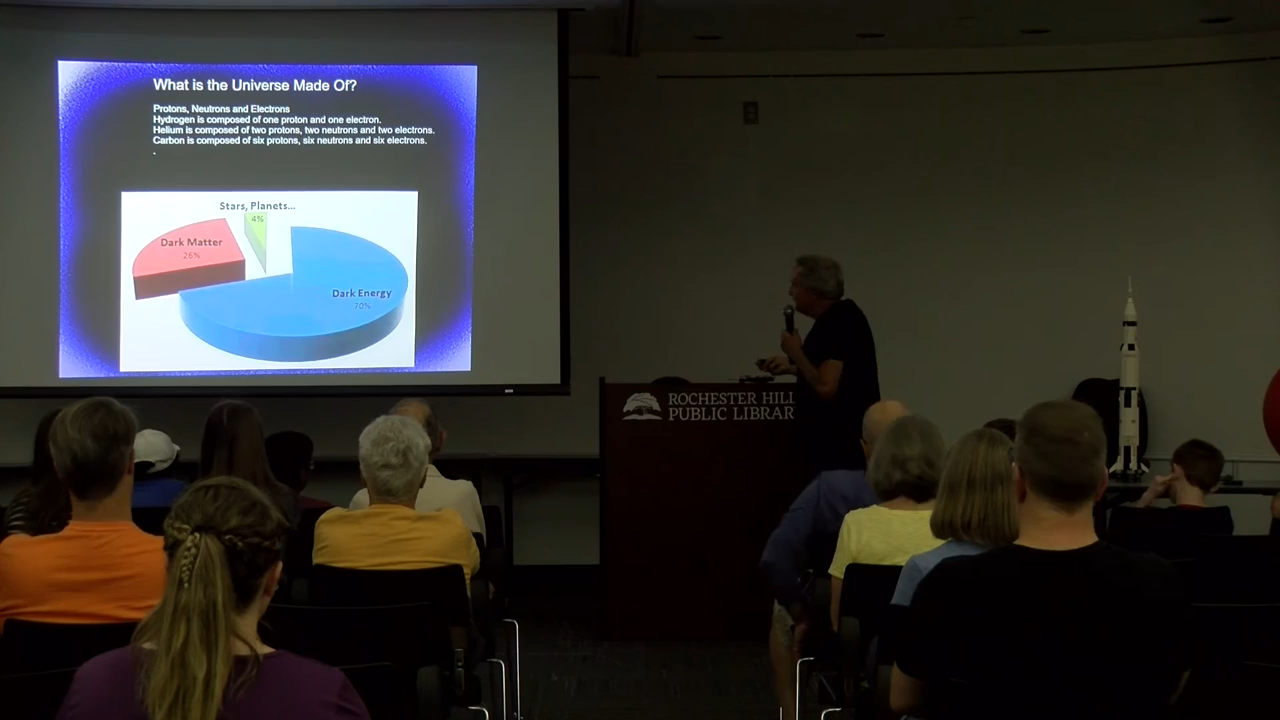 What is the Universe Made Of?
Protons, Neutrons and Electrons
Hydrogen is composed of one proton and one electron.
Helium is composed of two protons, two neutrons and two electrons.
Carbon is composed of six protons, six neutrons and six electrons.
.
Stars, Planets...
4%
Dark Matter
26%
Dark Energy
70%
ROCHESTER HILL
PUBLIC LIBRAR